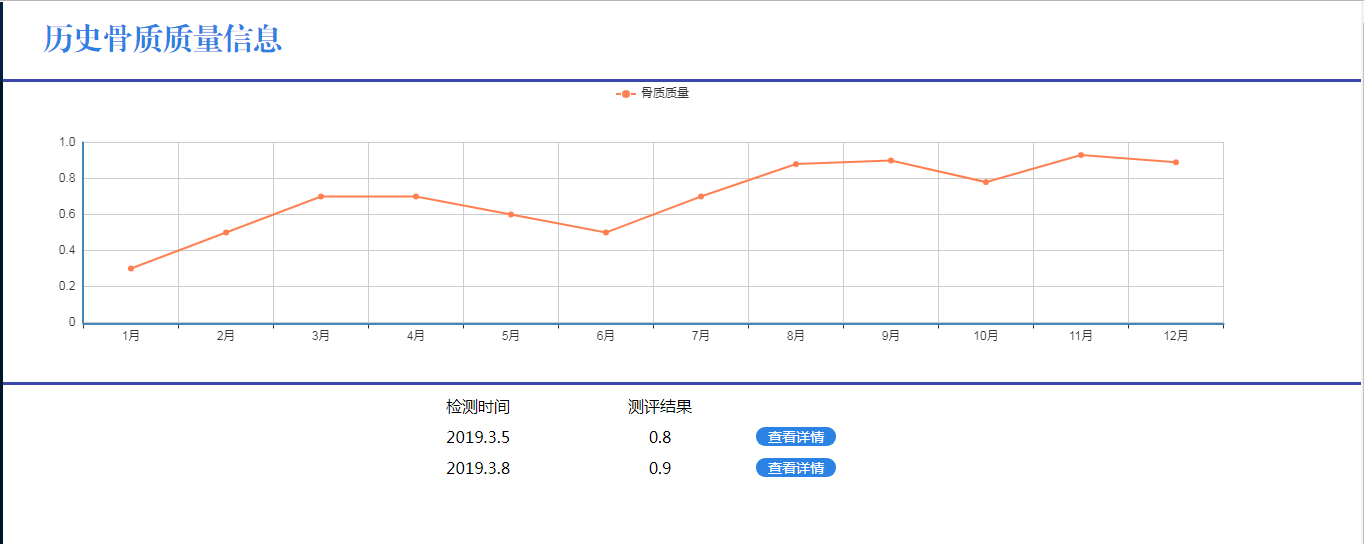 历史骨质质量信息
骨质质量
1.0
0.8
0.6
0.4
0.2
0
1月 2月 3月 4月 5月 6月 7月 8月 9月 10月 11月 12月
检测时间 测评结果
2019.3.5 0.8 查看详情
2019.3.8 0.9 查看详情